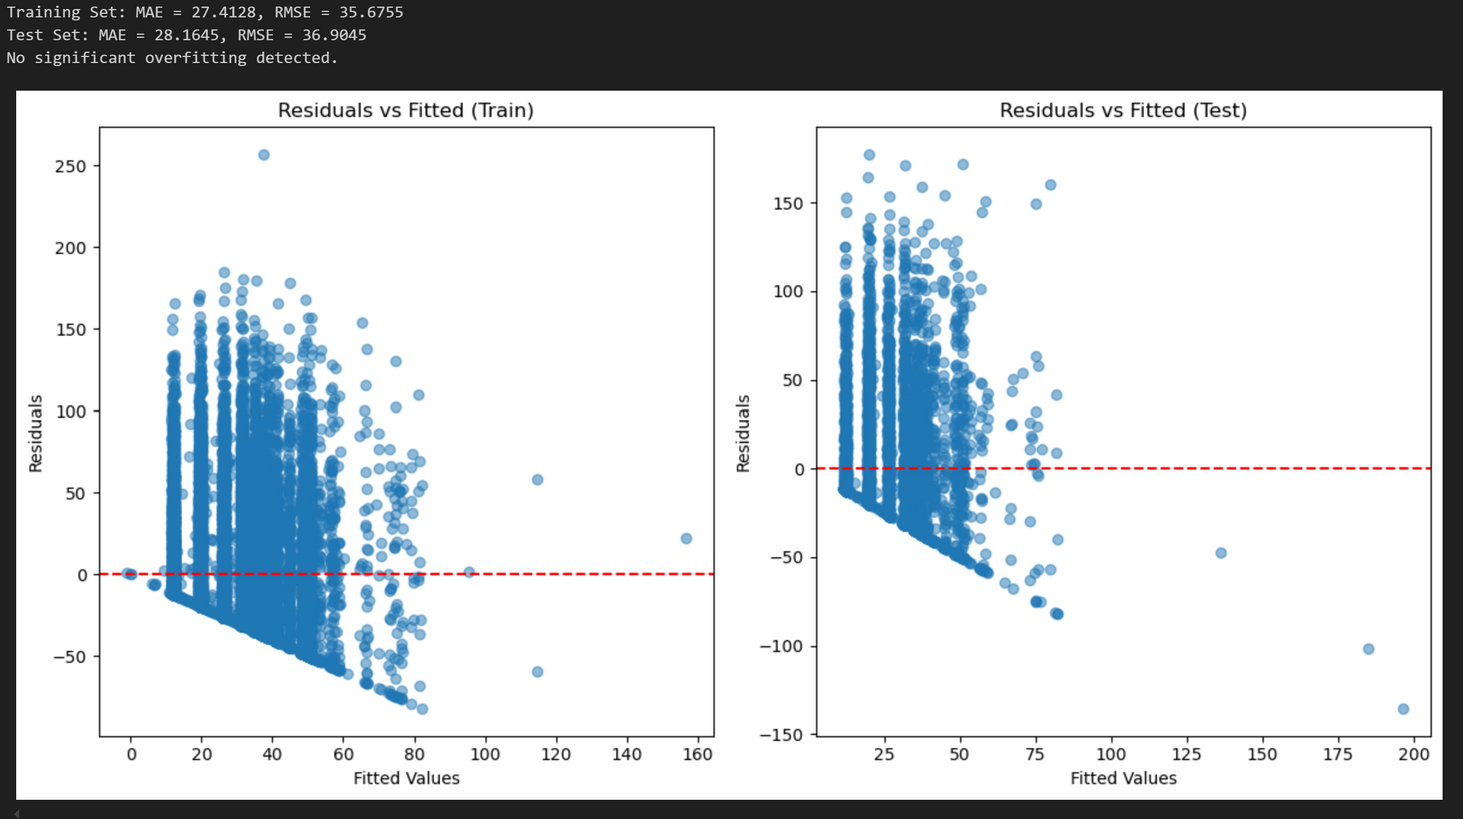 Training Set: MAE = 27.4128, RMSE = 35.6755
Test Set: MAE = 28.1645, RMSE = 36.9045
No significant overfitting detected.
Residuals vs Fitted (Train)
250
200
150
100
50
0
−50
Residuals
0 20 40 60 80 100 120 140 160
Fitted Values
Residuals vs Fitted (Test)
150
100
50
0
−50
−100
−150
Residuals
25 50 75 100 125 150 175 200
Fitted Values